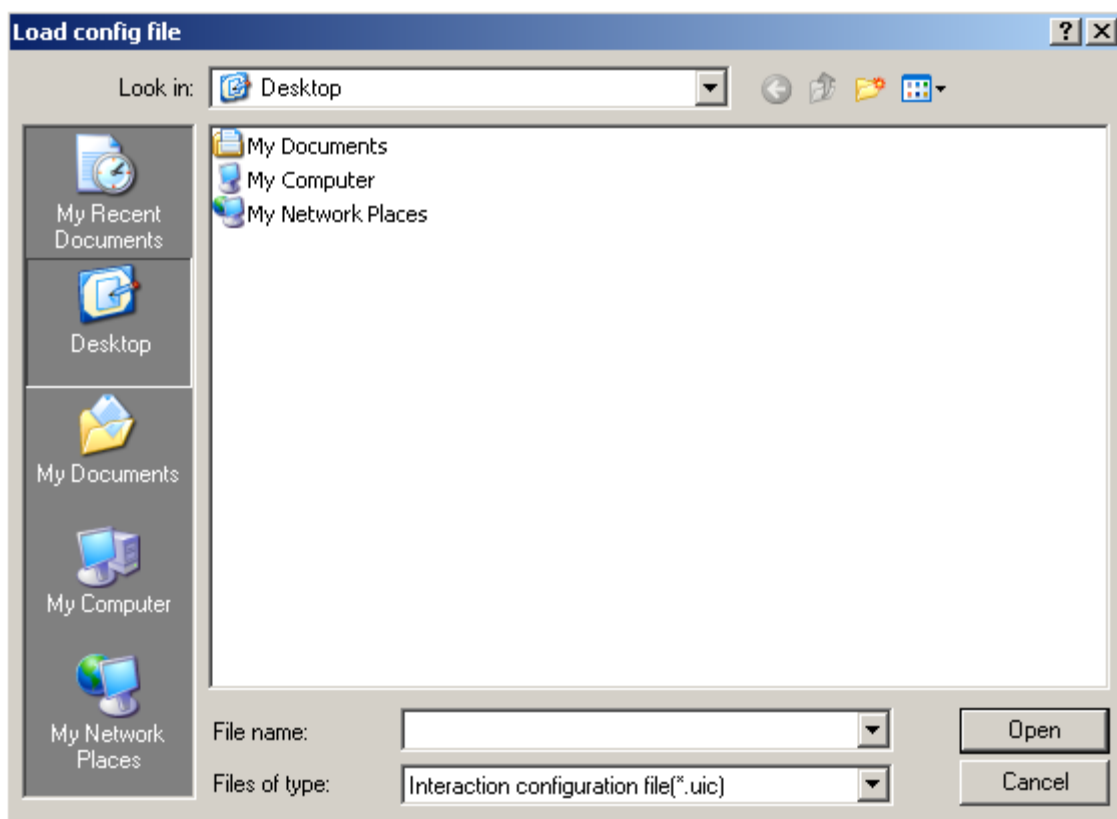 Load config file
Look in:
Desktop
My Recent
Documents
Desktop
My Documents
My Computer
My Network
Places
My Documents
My Computer
My Network Places
File name:
Open
Files of type:
Interaction configuration file(*.uic)
Cancel